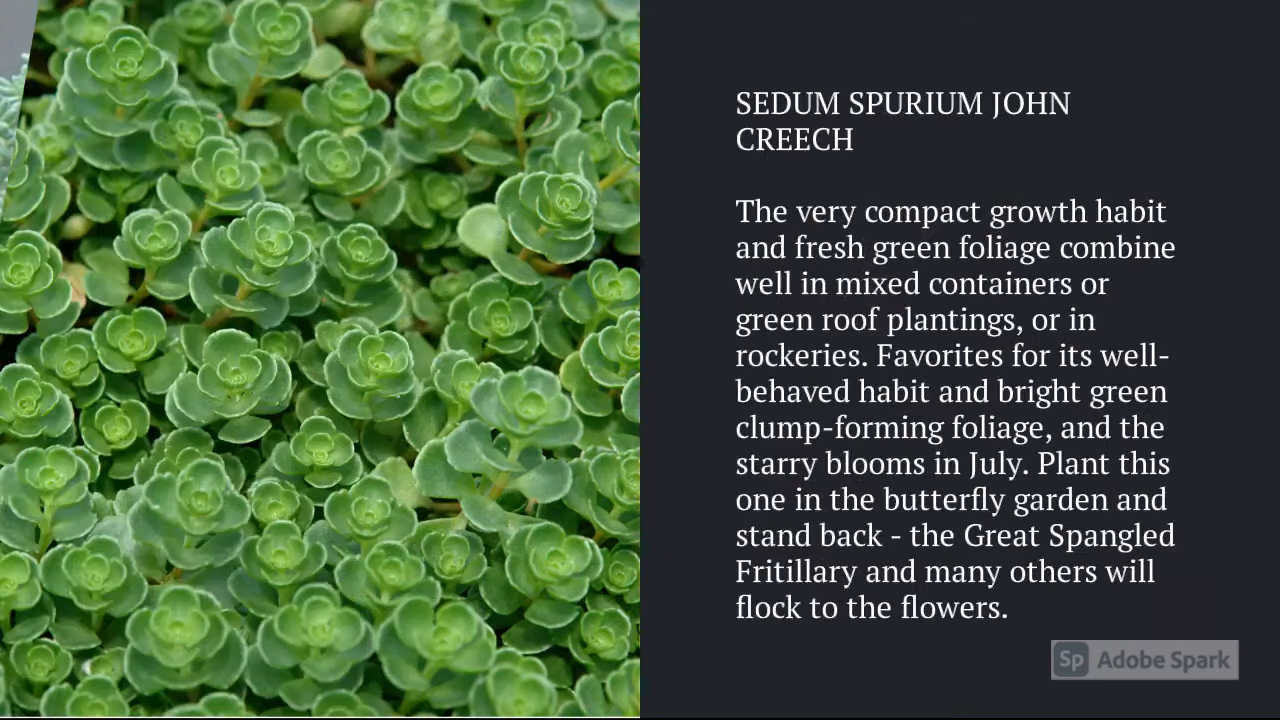 SEDUM SPURIUM JOHN
CREECH
The very compact growth habit
and fresh green foliage combine
well in mixed containers or
green roof plantings, or in
rockeries. Favorites for its well-
behaved habit and bright green
clump-forming foliage, and the
starry blooms in July. Plant this
one in the butterfly garden and
stand back - the Great Spangled
Fritillary and many others will
flock to the flowers.
Sp Adobe Spark